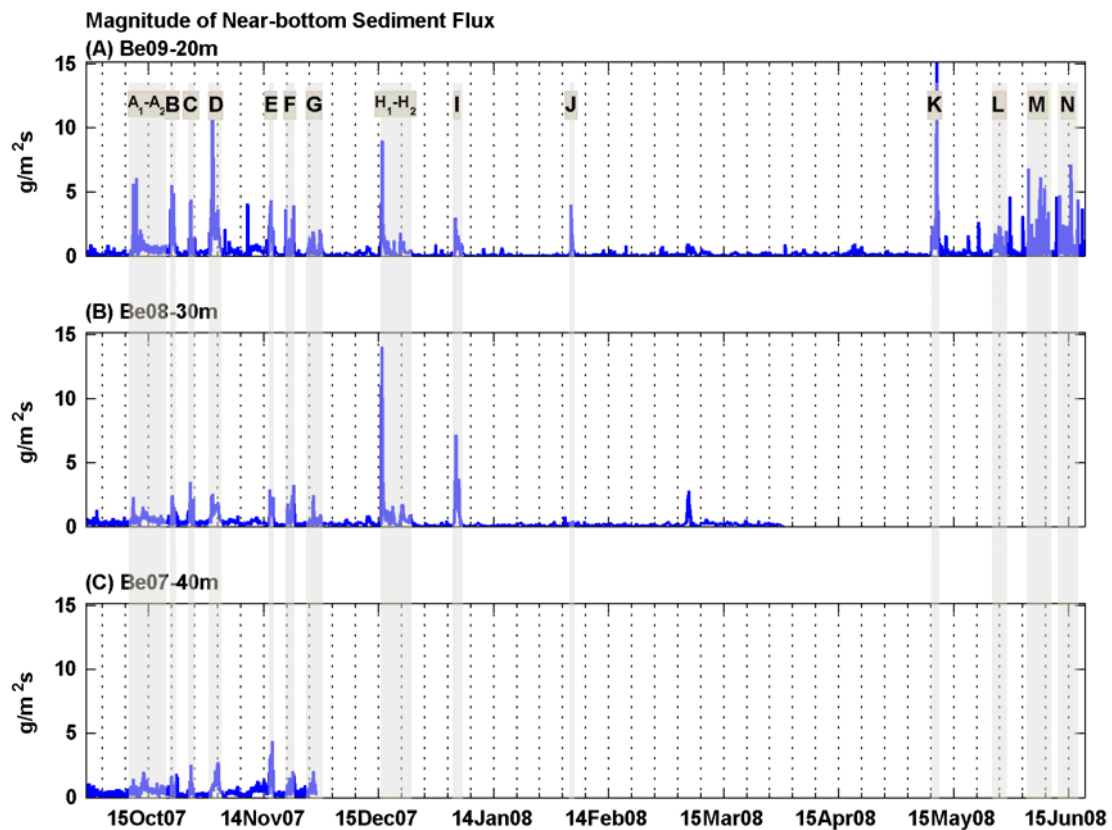 Magnitude of Near-bottom Sediment Flux
(A) Be09-20m
15
10
5
0
g/m ²s
A₁-A₂ B C D E F G H₁-H₂ I J K L M N
(B) Be08-30m
15
10
5
0
g/m ²s
(C) Be07-40m
15
10
5
0
g/m ²s
15Oct07 14Nov07 15Dec07 14Jan08 14Feb08 15Mar08 15Apr08 15May08 15Jun08